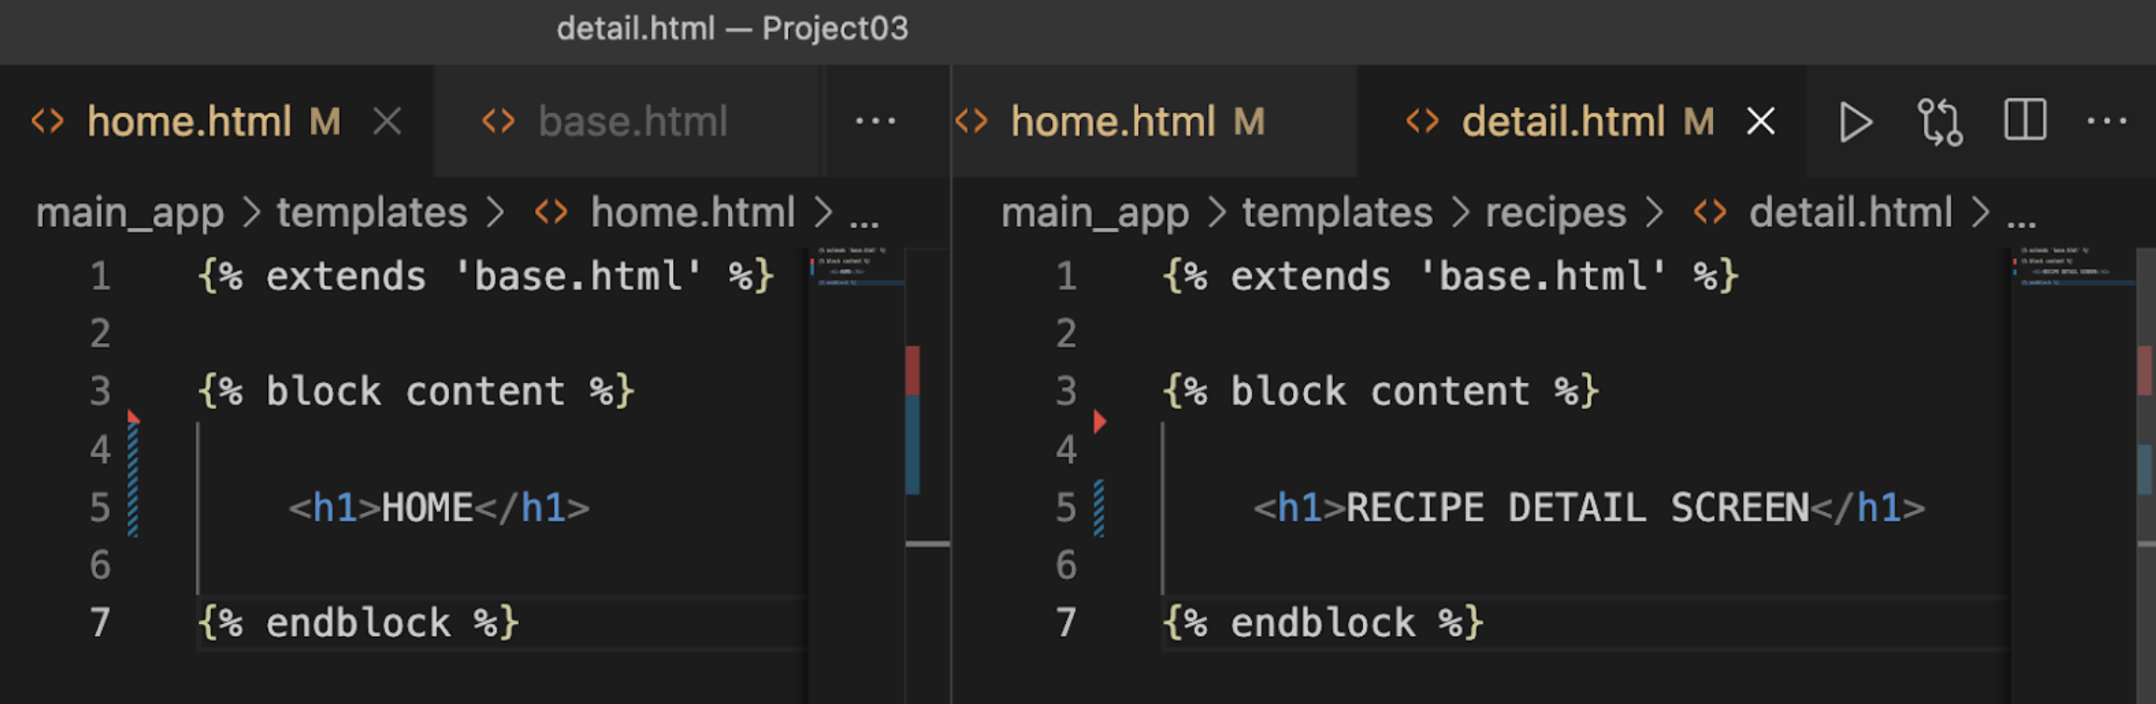 detail.html — Project03
home.html M
base.html
...
main_app > templates > <> home.html > ...
1 {% extends 'base.html' %}
2
3 {% block content %}
4
5 <h1>HOME</h1>
6
7 {% endblock %}
<> home.html M
<> detail.html M
...
main_app > templates > recipes > <> detail.html > ...
1 {% extends 'base.html' %}
2
3 {% block content %}
4
5 <h1>RECIPE DETAIL SCREEN</h1>
6
7 {% endblock %}